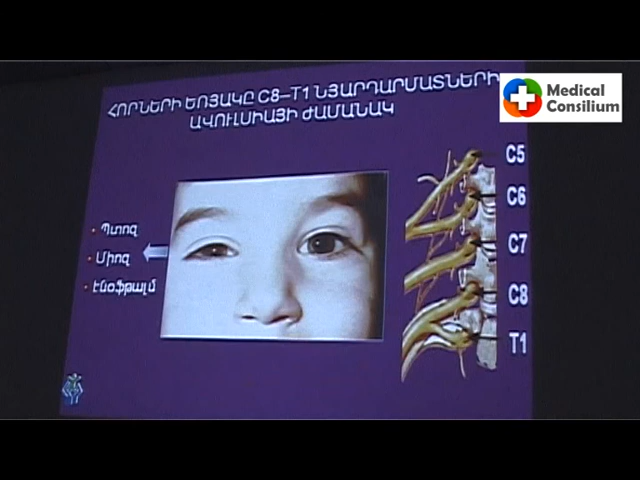 ՀՈՐՆԵՐԻ ԵՌՅԱԿԸ C8–T1 ՆՅԱՐԴԱՐՄԱՏՆԵՐԻ
ԱՎՈՒԼՍԻԱՅԻ ԺԱՄԱՆԱԿ
Medical
Consilium
• Պտոզ
• Միոզ
• Էնօֆթալմ
C5
C6
C7
C8
T1